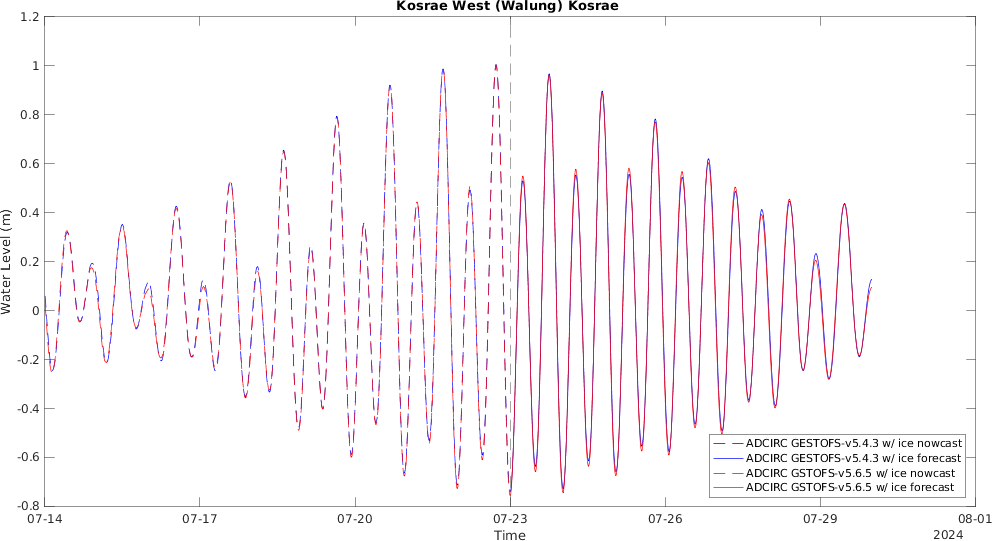 Kosrae West (Walung) Kosrae
1.2
1
0.8
0.6
0.4
0.2
0
-0.2
-0.4
-0.6
-0.8
Water Level (m)
ADCIRC GESTOFS-v5.4.3 w/ ice nowcast
ADCIRC GESTOFS-v5.4.3 w/ ice forecast
ADCIRC GSTOFS-v5.6.5 w/ ice nowcast
ADCIRC GSTOFS-v5.6.5 w/ ice forecast
07-14 07-17 07-20 07-23 07-26 07-29 08-01
Time
2024